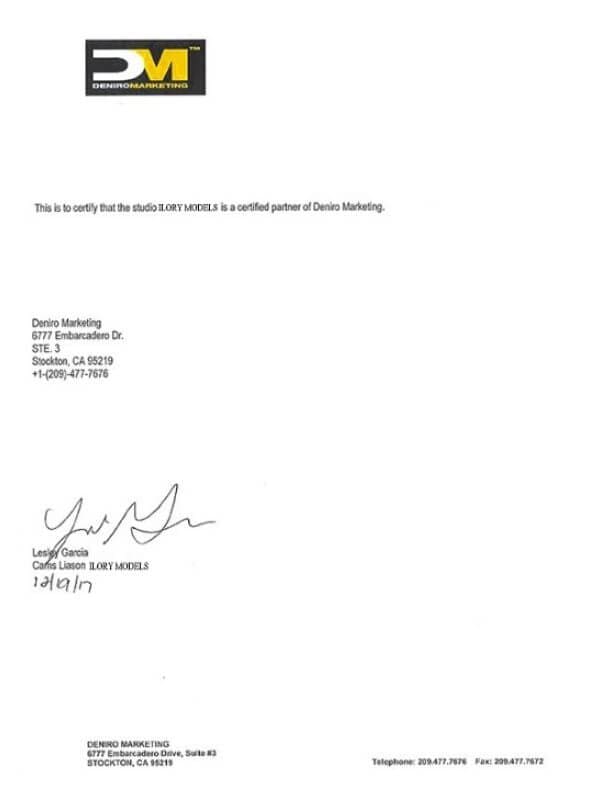 DM™
DENIROMARKETING
This is to certify that the studio ILORY MODELS is a certified partner of Deniro Marketing.
Deniro Marketing
6777 Embarcadero Dr.
STE. 3
Stockton, CA 95219
+1-(209)-477-7676
Lesley Garcia
Cams Liason ILORY MODELS
12/19/17
DENIRO MARKETING
6777 Embarcadero Drive, Suite #3
STOCKTON, CA 95219
Telephone: 209.477.7676 Fax: 209.477.7672